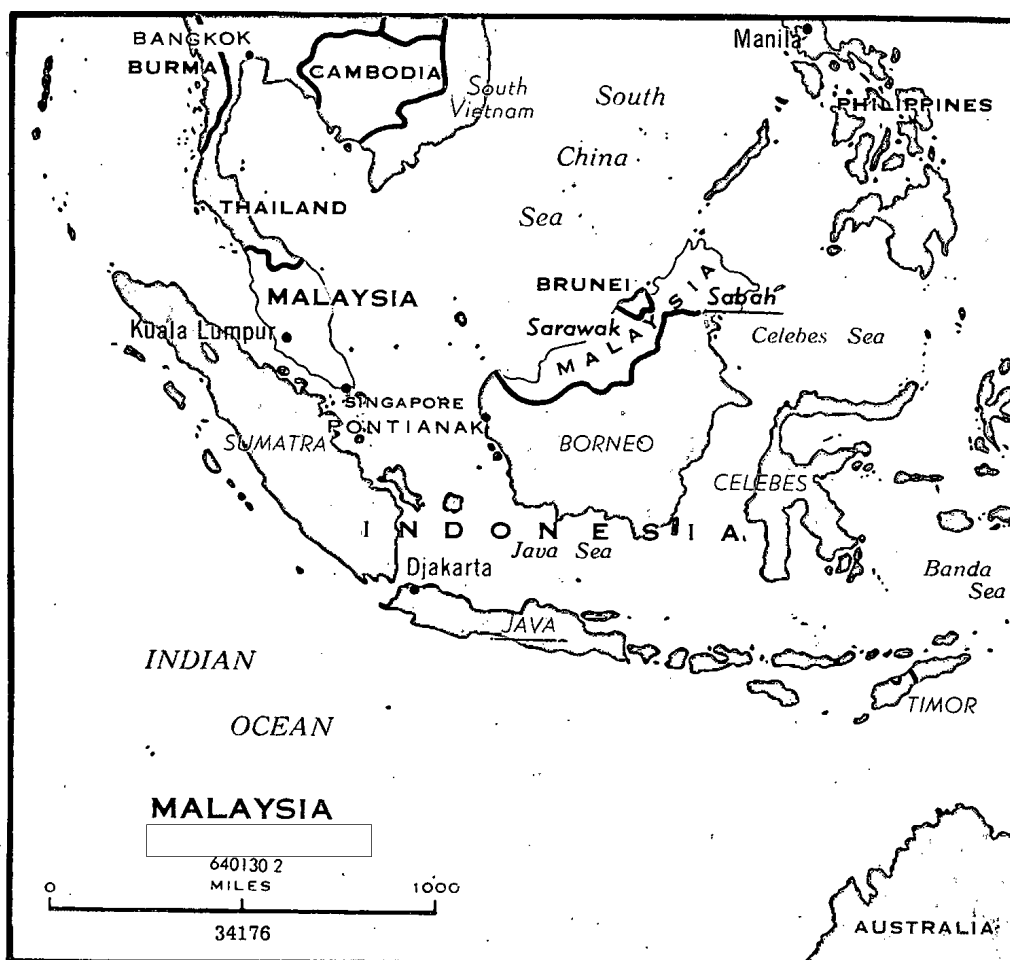 BANGKOK
BURMA
CAMBODIA
South
Vietnam
South
China
Sea
Manila
PHILIPPINES
THAILAND
MALAYSIA
Kuala Lumpur
BRUNEI
Sabah
Sarawak
MALAYSIA
Celebes Sea
SINGAPORE
PONTIANAK
SUMATRA
BORNEO
CELEBES
INDONESIA
Java Sea
Djakarta
Banda
Sea
JAVA
INDIAN
OCEAN
TIMOR
MALAYSIA
640130 2
MILES
0 1000
34176
AUSTRALIA